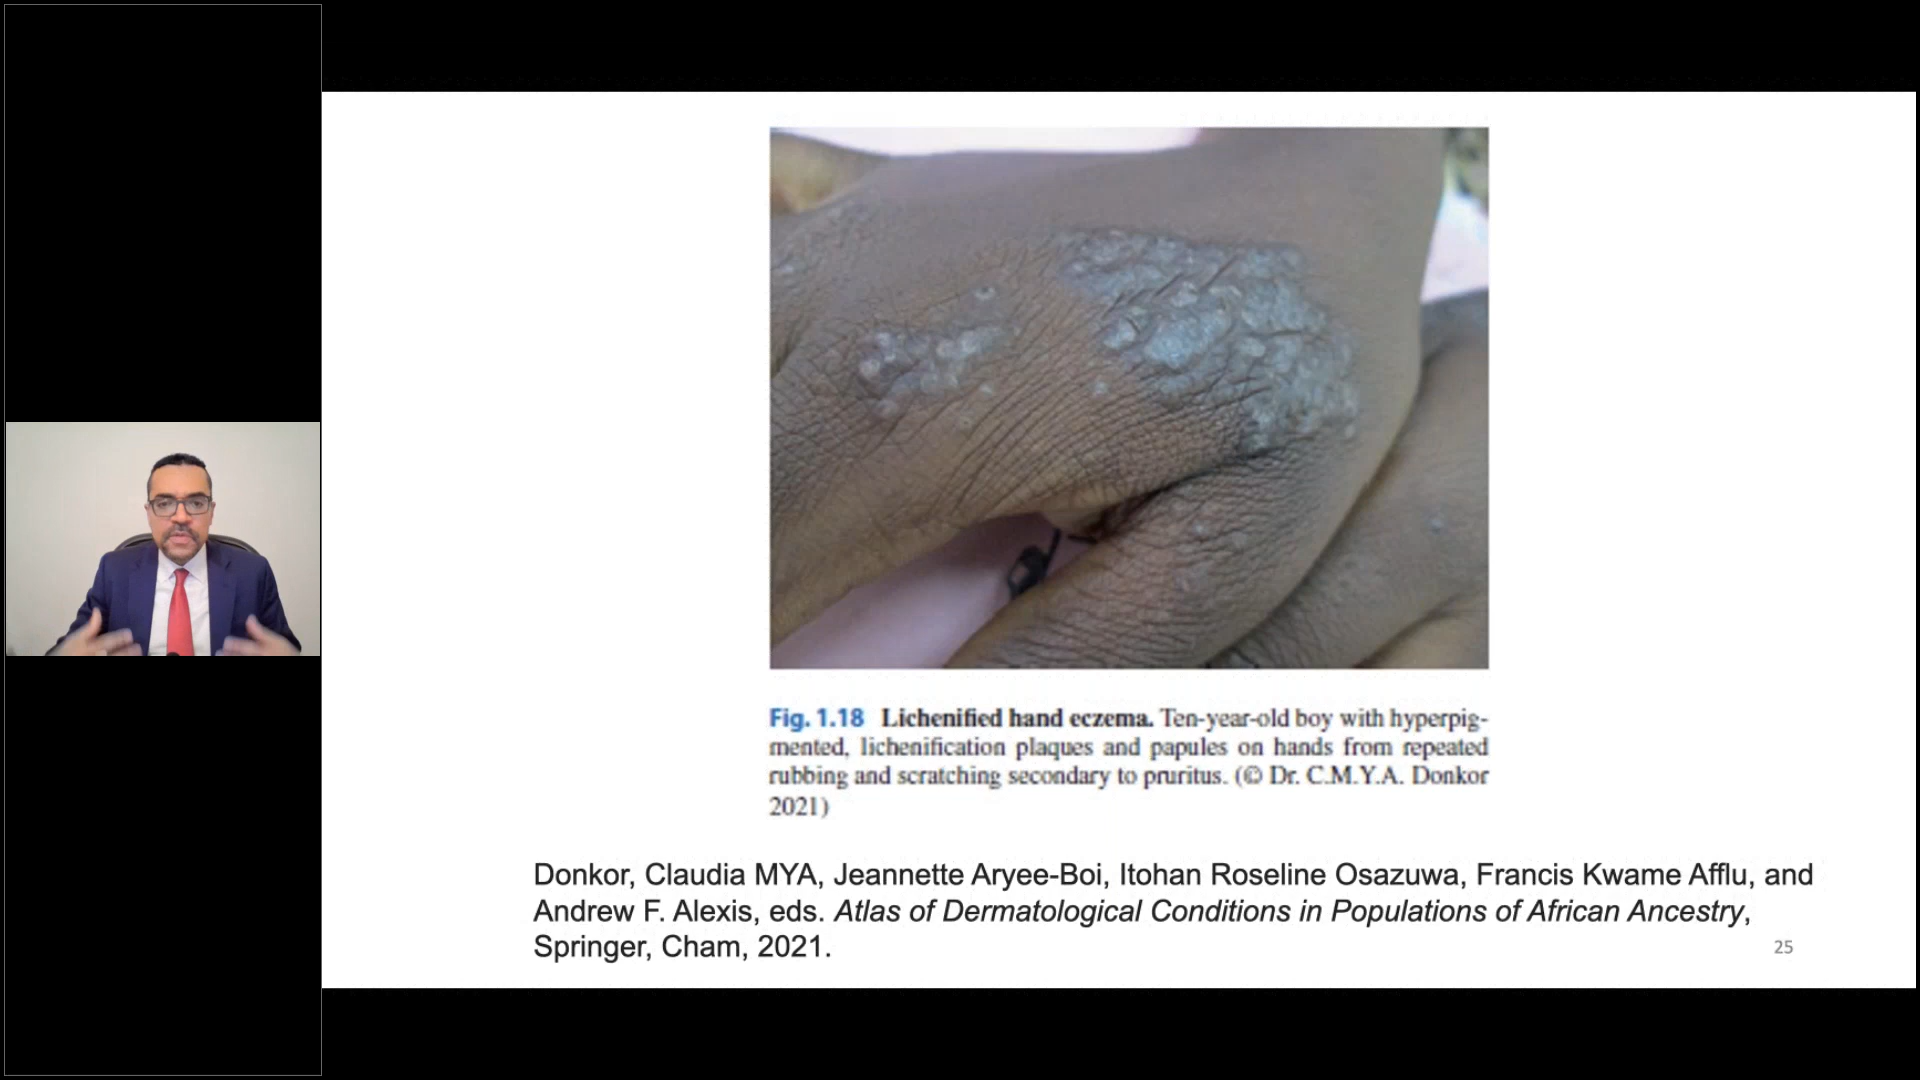 Fig. 1.18 Lichenified hand eczema. Ten-year-old boy with hyperpig-
mented, lichenification plaques and papules on hands from repeated
rubbing and scratching secondary to pruritus. (© Dr. C.M.Y.A. Donkor
2021)
Donkor, Claudia MYA, Jeannette Aryee-Boi, Itohan Roseline Osazuwa, Francis Kwame Afflu, and
Andrew F. Alexis, eds. Atlas of Dermatological Conditions in Populations of African Ancestry,
Springer, Cham, 2021.
25